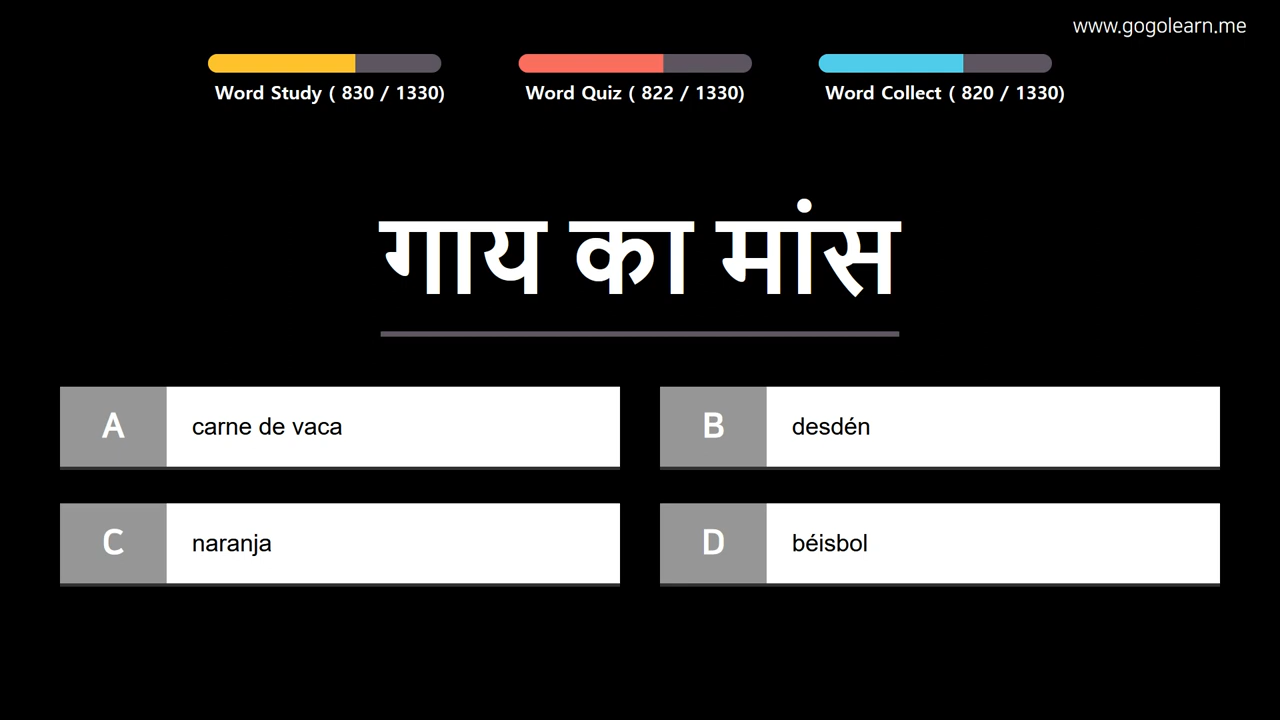 www.gogolearn.me
Word Study ( 830 / 1330)
Word Quiz ( 822 / 1330)
Word Collect ( 820 / 1330)
गाय का मांस
A carne de vaca
B desdén
C naranja
D béisbol